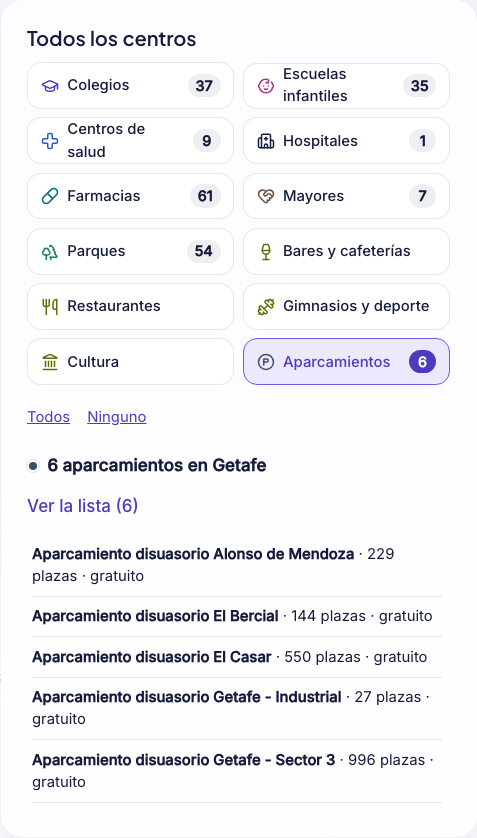 Todos los centros
Colegios 37
Escuelas
infantiles 35
Centros de
salud 9
Hospitales 1
Farmacias 61
Mayores 7
Parques 54
Bares y cafeterías
Restaurantes
Gimnasios y deporte
Cultura
P Aparcamientos 6
Todos Ninguno
6 aparcamientos en Getafe
Ver la lista (6)
Aparcamiento disuasorio Alonso de Mendoza · 229
plazas · gratuito
Aparcamiento disuasorio El Bercial · 144 plazas · gratuito
Aparcamiento disuasorio El Casar · 550 plazas · gratuito
Aparcamiento disuasorio Getafe - Industrial · 27 plazas ·
gratuito
Aparcamiento disuasorio Getafe - Sector 3 · 996 plazas ·
gratuito